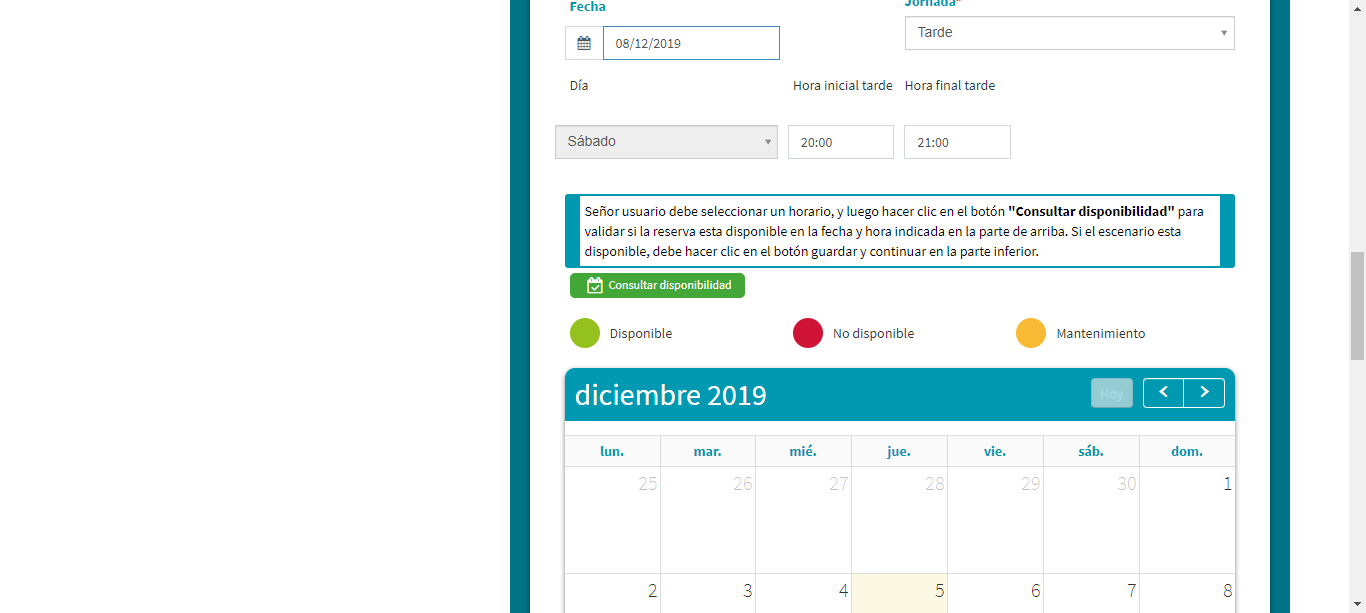 Fecha
Jornada*
08/12/2019
Tarde
Día
Hora inicial tarde
Hora final tarde
Sábado
20:00
21:00
Señor usuario debe seleccionar un horario, y luego hacer clic en el botón "Consultar disponibilidad" para
validar si la reserva esta disponible en la fecha y hora indicada en la parte de arriba. Si el escenario esta
disponible, debe hacer clic en el botón guardar y continuar en la parte inferior.
Consultar disponibilidad
Disponible
No disponible
Mantenimiento
diciembre 2019
Hoy
lun. mar. mié. jue. vie. sáb. dom.
25 26 27 28 29 30 1
2 3 4 5 6 7 8